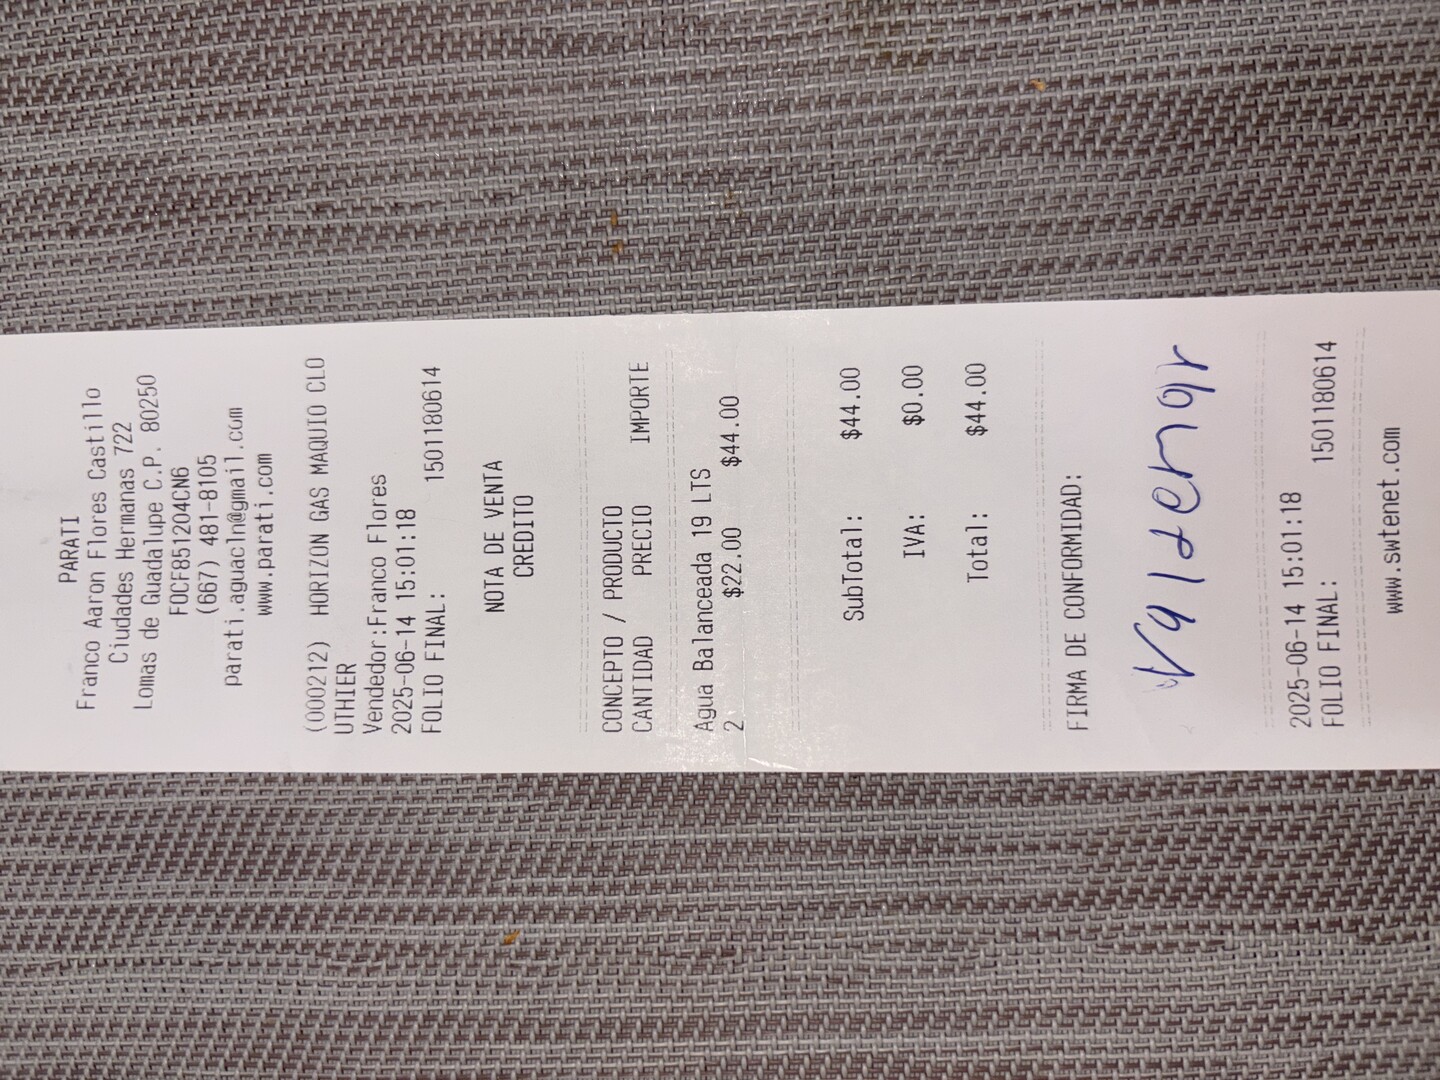 PARATI
Franco Aaron Flores Castillo
Ciudades Hermanas 722
Lomas de Guadalupe C.P. 80250
FOCF851204CN6
(667) 481-8105
parati.aguacln@gmail.com
www.parati.com
(000212) HORIZON GAS MAQUIO CLO
UTHIER
Vendedor:Franco Flores
2025-06-14 15:01:18
FOLIO FINAL: 1501180614
NOTA DE VENTA
CREDITO
CONCEPTO / PRODUCTO
CANTIDAD PRECIO IMPORTE
Agua Balanceada 19 LTS
2 $22.00 $44.00
SubTotal: $44.00
IVA: $0.00
Total: $44.00
FIRMA DE CONFORMIDAD:
2025-06-14 15:01:18
FOLIO FINAL: 1501180614
www.swtenet.com